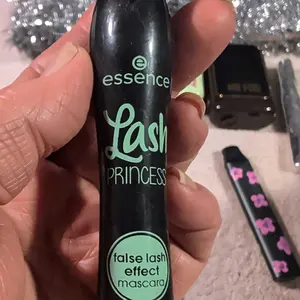 essence
Lash
PRINCESS
false lash
effect
mascara